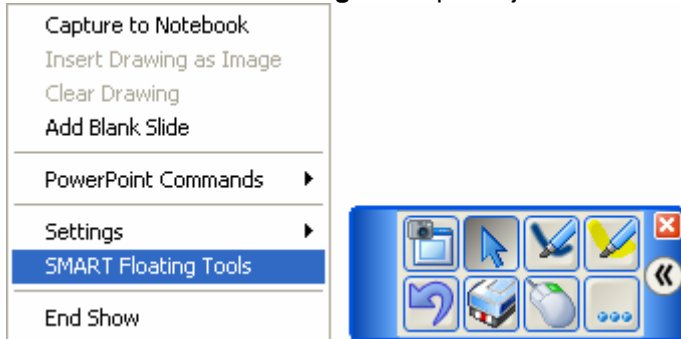 Capture to Notebook
Insert Drawing as Image
Clear Drawing
Add Blank Slide
PowerPoint Commands
Settings
SMART Floating Tools
End Show